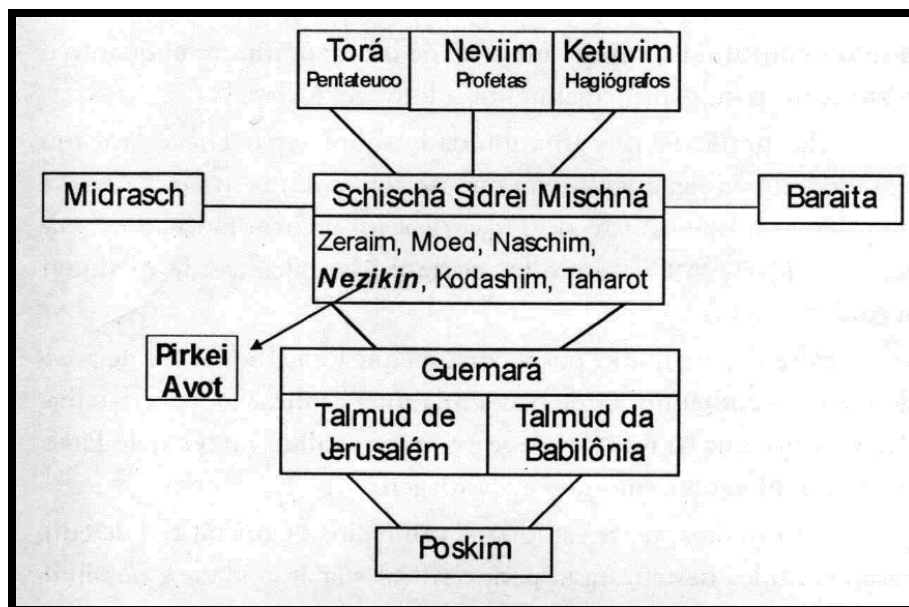 Torá
Pentateuco
Neviim
Profetas
Ketuvim
Hagiógrafos
Midrasch
Schischá Sidrei Mischná
Baraita
Zeraim, Moed, Naschim,
Nezikin, Kodashim, Taharot
Pirkei
Avot
Guemará
Talmud de
Jerusalém
Talmud da
Babilônia
Poskim